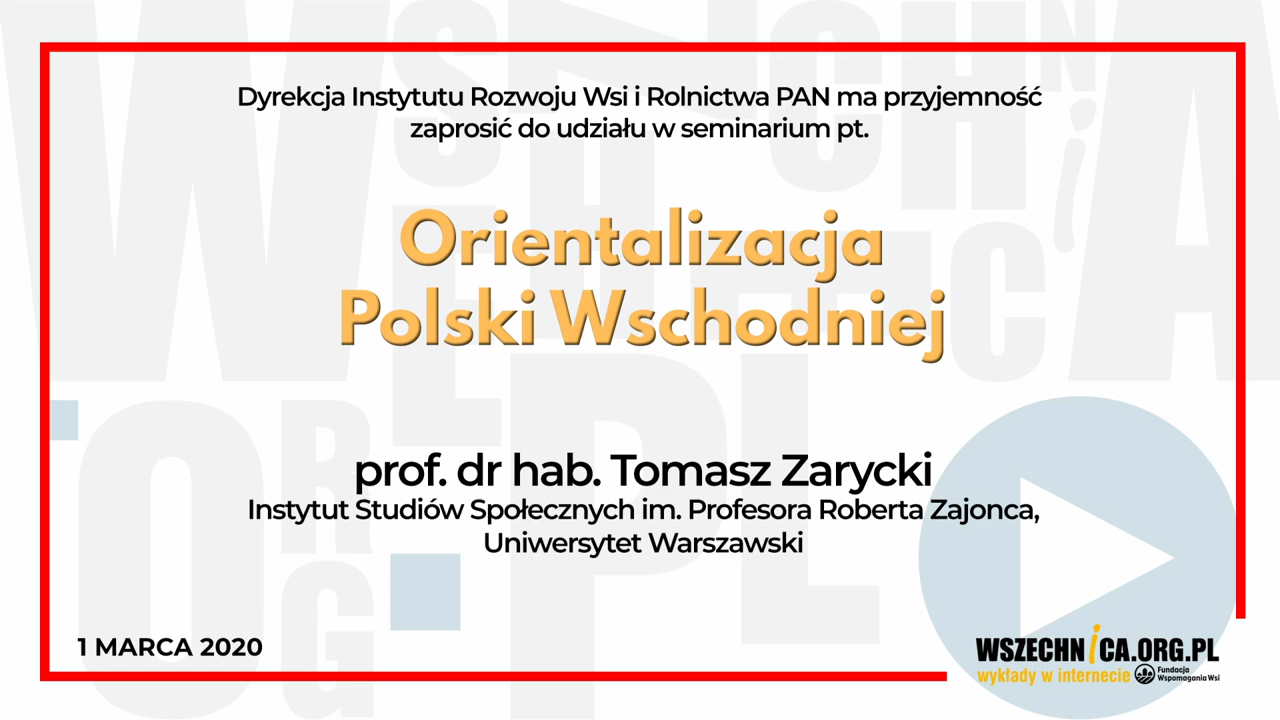 Dyrekcja Instytutu Rozwoju Wsi i Rolnictwa PAN ma przyjemność
zaprosić do udziału w seminarium pt.
Orientalizacja
Polski Wschodniej
prof. dr hab. Tomasz Zarycki
Instytut Studiów Społecznych im. Profesora Roberta Zajonca,
Uniwersytet Warszawski
1 MARCA 2020
WSZECHNiCA.ORG.PL
wykłady w internecie
Fundacja
Wspomagania Wsi